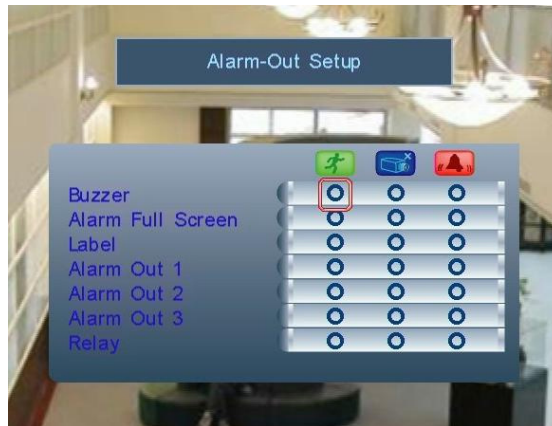 Alarm-Out Setup
Buzzer
Alarm Full Screen
Label
Alarm Out 1
Alarm Out 2
Alarm Out 3
Relay